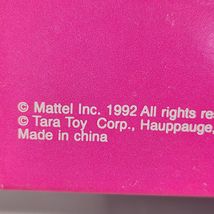 © Mattel Inc. 1992 All rights re
© Tara Toy Corp., Hauppauge,
Made in china